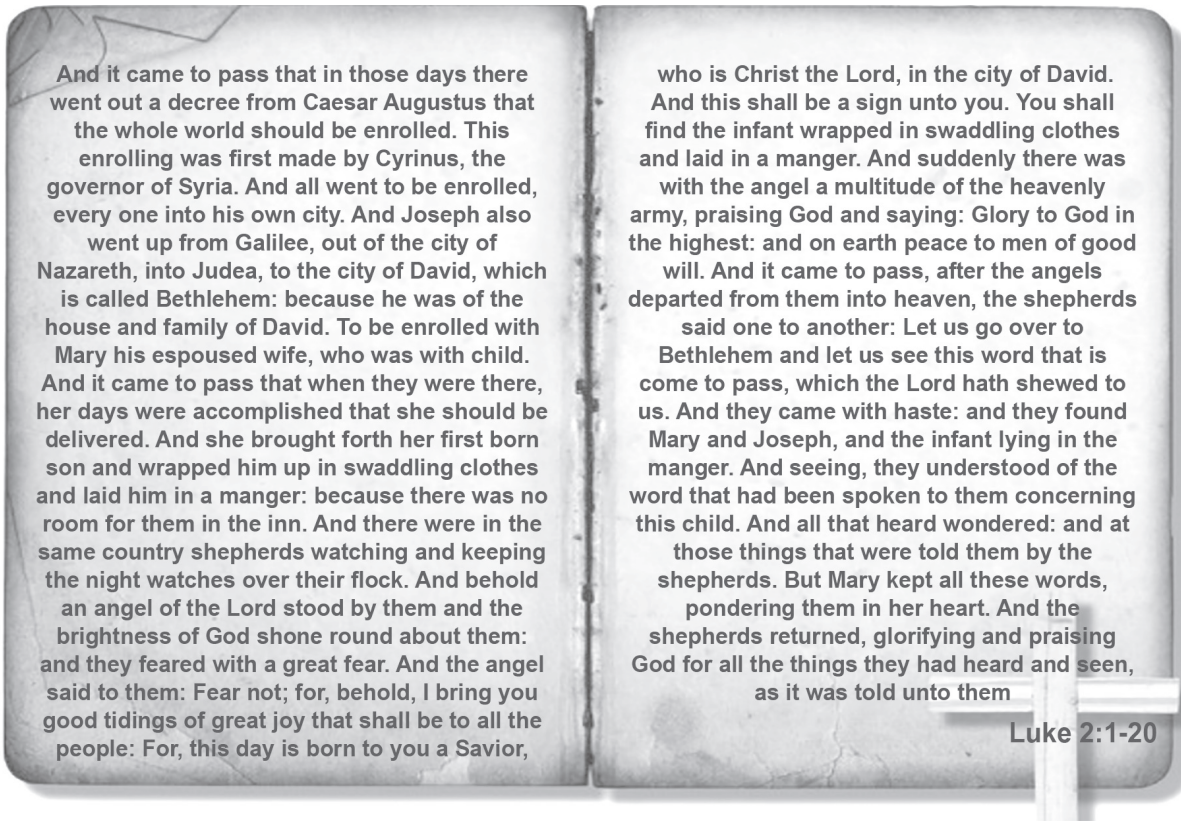 And it came to pass that in those days there
went out a decree from Caesar Augustus that
the whole world should be enrolled. This
enrolling was first made by Cyrinus, the
governor of Syria. And all went to be enrolled,
every one into his own city. And Joseph also
went up from Galilee, out of the city of
Nazareth, into Judea, to the city of David, which
is called Bethlehem: because he was of the
house and family of David. To be enrolled with
Mary his espoused wife, who was with child.
And it came to pass that when they were there,
her days were accomplished that she should be
delivered. And she brought forth her first born
son and wrapped him up in swaddling clothes
and laid him in a manger: because there was no
room for them in the inn. And there were in the
same country shepherds watching and keeping
the night watches over their flock. And behold
an angel of the Lord stood by them and the
brightness of God shone round about them:
and they feared with a great fear. And the angel
said to them: Fear not; for, behold, I bring you
good tidings of great joy that shall be to all the
people: For, this day is born to you a Savior,
who is Christ the Lord, in the city of David.
And this shall be a sign unto you. You shall
find the infant wrapped in swaddling clothes
and laid in a manger. And suddenly there was
with the angel a multitude of the heavenly
army, praising God and saying: Glory to God in
the highest: and on earth peace to men of good
will. And it came to pass, after the angels
departed from them into heaven, the shepherds
said one to another: Let us go over to
Bethlehem and let us see this word that is
come to pass, which the Lord hath shewed to
us. And they came with haste: and they found
Mary and Joseph, and the infant lying in the
manger. And seeing, they understood of the
word that had been spoken to them concerning
this child. And all that heard wondered: and at
those things that were told them by the
shepherds. But Mary kept all these words,
pondering them in her heart. And the
shepherds returned, glorifying and praising
God for all the things they had heard and seen,
as it was told unto them
Luke 2:1-20